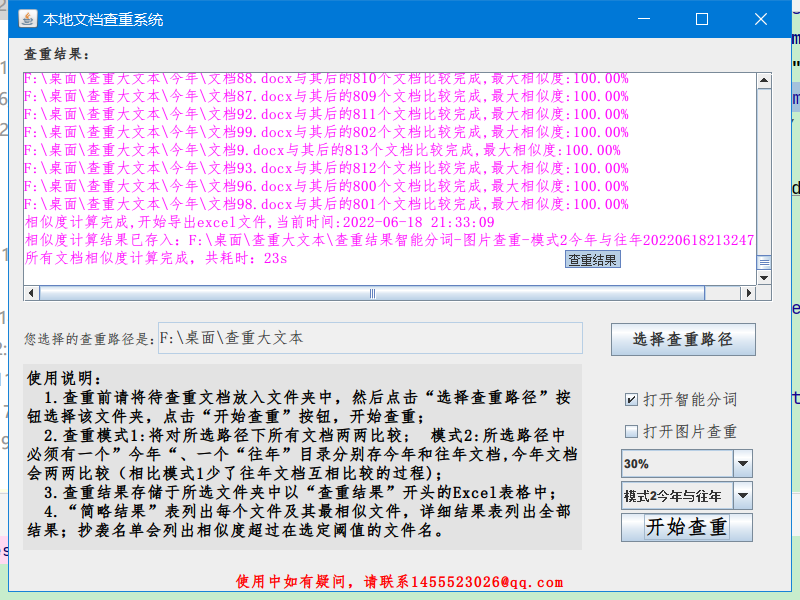 本地文档查重系统
查重结果：
F:\桌面\查重大文本\今年\文档88.docx与其后的810个文档比较完成,最大相似度:100.00%
F:\桌面\查重大文本\今年\文档87.docx与其后的809个文档比较完成,最大相似度:100.00%
F:\桌面\查重大文本\今年\文档92.docx与其后的811个文档比较完成,最大相似度:100.00%
F:\桌面\查重大文本\今年\文档99.docx与其后的802个文档比较完成,最大相似度:100.00%
F:\桌面\查重大文本\今年\文档9.docx与其后的813个文档比较完成,最大相似度:100.00%
F:\桌面\查重大文本\今年\文档93.docx与其后的812个文档比较完成,最大相似度:100.00%
F:\桌面\查重大文本\今年\文档96.docx与其后的800个文档比较完成,最大相似度:100.00%
F:\桌面\查重大文本\今年\文档98.docx与其后的801个文档比较完成,最大相似度:100.00%
相似度计算完成,开始导出excel文件,当前时间:2022-06-18 21:33:09
相似度计算结果已存入：F:\桌面\查重大文本\查重结果智能分词-图片查重-模式2今年与往年20220618213247
所有文档相似度计算完成，共耗时：23s
查重结果
您选择的查重路径是:
F:\桌面\查重大文本
选择查重路径
使用说明：
1.查重前请将待查重文档放入文件夹中，然后点击“选择查重路径”按
钮选择该文件夹，点击“开始查重”按钮，开始查重；
2.查重模式1:将对所选路径下所有文档两两比较； 模式2:所选路径中
必须有一个”今年“、一个“往年”目录分别存今年和往年文档,今年文档
会两两比较（相比模式1少了往年文档互相比较的过程)；
3.查重结果存储于所选文件夹中以“查重结果”开头的Excel表格中；
4.“简略结果”表列出每个文件及其最相似文件，详细结果表列出全部
结果；抄袭名单会列出相似度超过在选定阈值的文件名。
打开智能分词
打开图片查重
30%
模式2今年与往年
开始查重
使用中如有疑问，请联系1455523026@qq.com